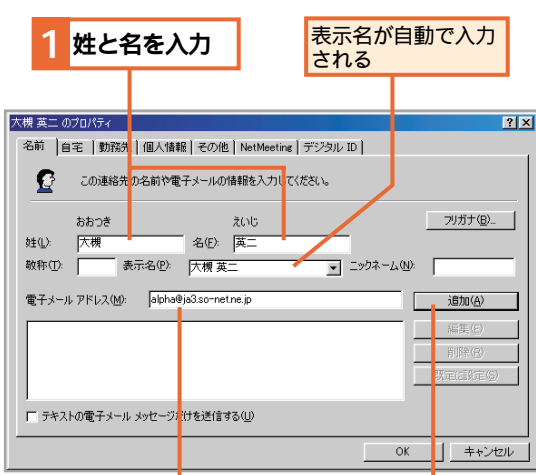 1 姓と名を入力
表示名が自動で入力
される
大槻 英二 のプロパティ
名前 自宅 勤務先 個人情報 その他 NetMeeting デジタル ID
この連絡先の名前や電子メールの情報を入力してください。
おおつき えいじ フリガナ(B)...
姓(L): 大槻 名(F): 英二
敬称(T): 表示名(P): 大槻 英二 ニックネーム(N):
電子メール アドレス(M): alpha@ja3.so-net.ne.jp 追加(A)
編集(E)
削除(R)
既定に設定(S)
テキストの電子メール メッセージだけを送信する(U)
OK キャンセル